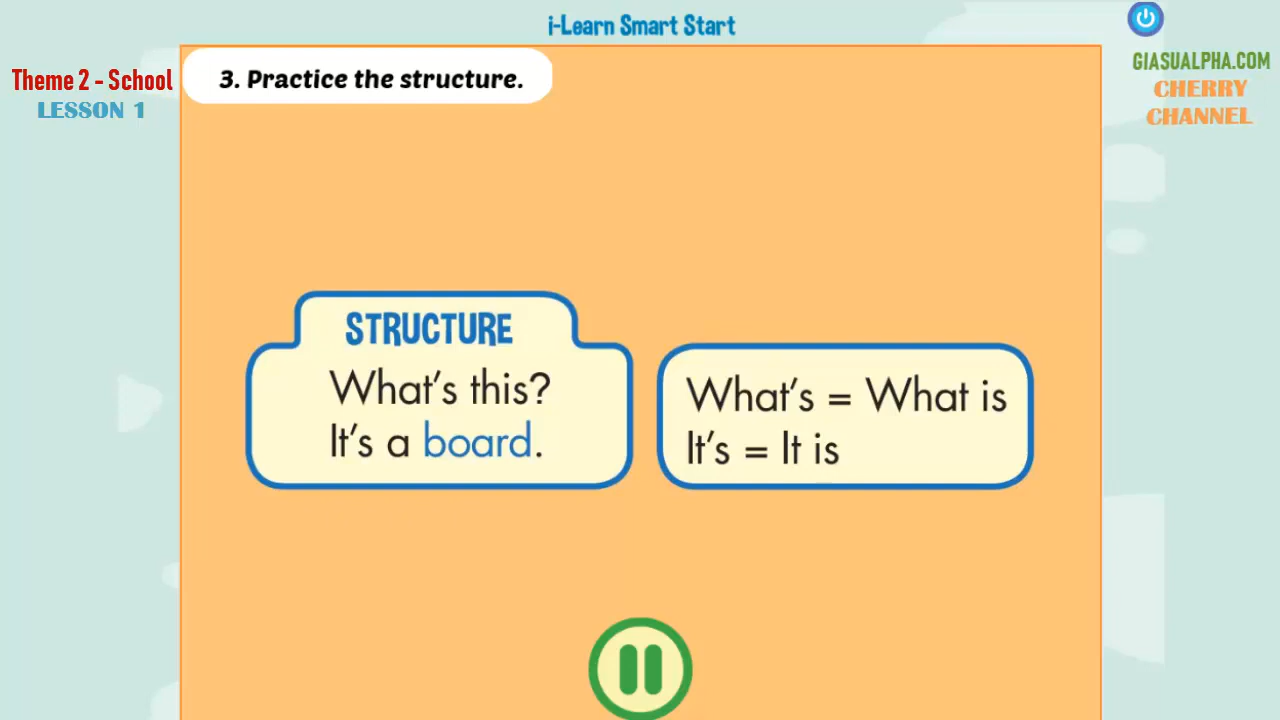 i-Learn Smart Start
GIASUALPHA.COM
CHERRY
CHANNEL
Theme 2 - School
LESSON 1
3. Practice the structure.
STRUCTURE
What's this?
It's a board.
What's = What is
It's = It is